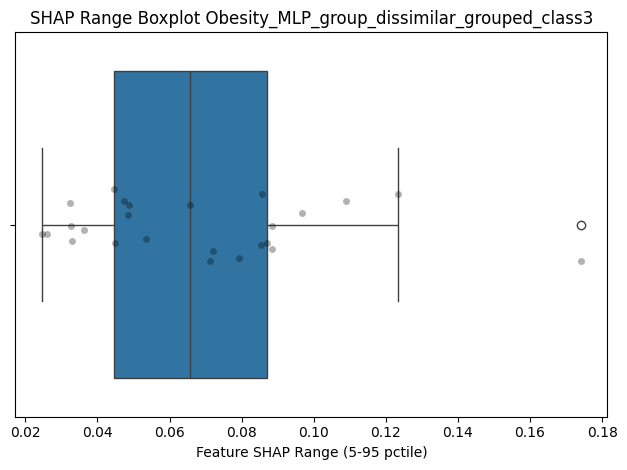 SHAP Range Boxplot Obesity_MLP_group_dissimilar_grouped_class3
0.02 0.04 0.06 0.08 0.10 0.12 0.14 0.16 0.18
Feature SHAP Range (5-95 pctile)